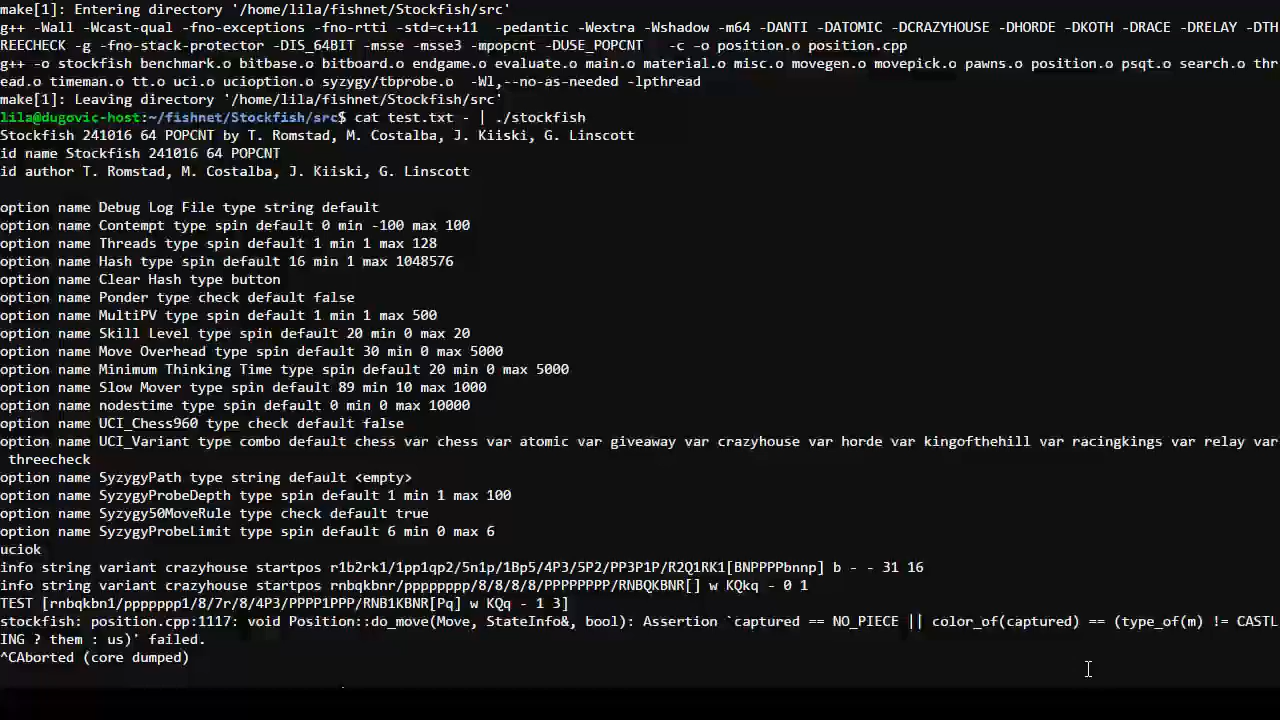 make[1]: Entering directory '/home/lila/fishnet/Stockfish/src'
g++ -Wall -Wcast-qual -fno-exceptions -fno-rtti -std=c++11  -pedantic -Wextra -Wshadow -m64 -DANTI -DATOMIC -DCRAZYHOUSE -DHORDE -DKOTH -DRACE -DRELAY -DTH
REECHECK -g -fno-stack-protector -DIS_64BIT -msse -msse3 -mpopcnt -DUSE_POPCNT   -c -o position.o position.cpp
g++ -o stockfish benchmark.o bitbase.o bitboard.o endgame.o evaluate.o main.o material.o misc.o movegen.o movepick.o pawns.o position.o psqt.o search.o thr
ead.o timeman.o tt.o uci.o ucioption.o syzygy/tbprobe.o  -Wl,--no-as-needed -lpthread
make[1]: Leaving directory '/home/lila/fishnet/Stockfish/src'
lila@dugovic-host:~/fishnet/Stockfish/src$ cat test.txt - | ./stockfish
Stockfish 241016 64 POPCNT by T. Romstad, M. Costalba, J. Kiiski, G. Linscott
id name Stockfish 241016 64 POPCNT
id author T. Romstad, M. Costalba, J. Kiiski, G. Linscott
option name Debug Log File type string default
option name Contempt type spin default 0 min -100 max 100
option name Threads type spin default 1 min 1 max 128
option name Hash type spin default 16 min 1 max 1048576
option name Clear Hash type button
option name Ponder type check default false
option name MultiPV type spin default 1 min 1 max 500
option name Skill Level type spin default 20 min 0 max 20
option name Move Overhead type spin default 30 min 0 max 5000
option name Minimum Thinking Time type spin default 20 min 0 max 5000
option name Slow Mover type spin default 89 min 10 max 1000
option name nodestime type spin default 0 min 0 max 10000
option name UCI_Chess960 type check default false
option name UCI_Variant type combo default chess var chess var atomic var giveaway var crazyhouse var horde var kingofthehill var racingkings var relay var
 threecheck
option name SyzygyPath type string default <empty>
option name SyzygyProbeDepth type spin default 1 min 1 max 100
option name Syzygy50MoveRule type check default true
option name SyzygyProbeLimit type spin default 6 min 0 max 6
uciok
info string variant crazyhouse startpos r1b2rk1/1pp1qp2/5n1p/1Bp5/4P3/5P2/PP3P1P/R2Q1RK1[BNPPPPbnnp] b - - 31 16
info string variant crazyhouse startpos rnbqkbnr/pppppppp/8/8/8/8/PPPPPPPP/RNBQKBNR[] w KQkq - 0 1
TEST [rnbqkbn1/ppppppp1/8/7r/8/4P3/PPPP1PPP/RNB1KBNR[Pq] w KQq - 1 3]
stockfish: position.cpp:1117: void Position::do_move(Move, StateInfo&, bool): Assertion `captured == NO_PIECE || color_of(captured) == (type_of(m) != CASTL
ING ? them : us)' failed.
^CAborted (core dumped)